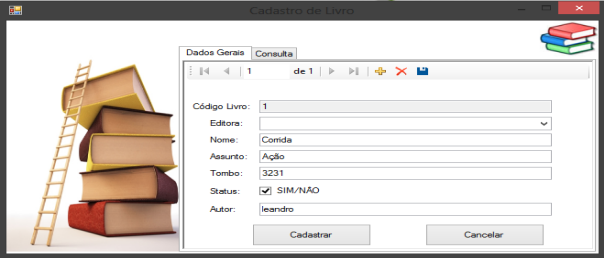 Cadastro de Livro
Dados Gerais Consulta
1 de 1
Código Livro: 1
Editora:
Nome: Corrida
Assunto: Ação
Tombo: 3231
Status: SIM/NÃO
Autor: leandro
Cadastrar Cancelar